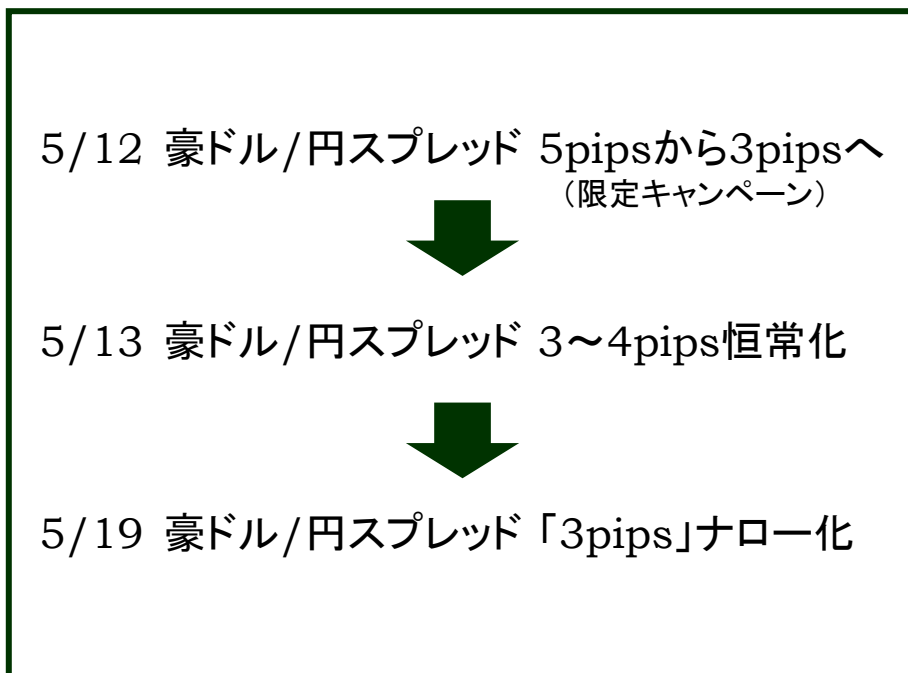 5/12 豪ドル/円スプレッド 5pipsから3pipsへ
（限定キャンペーン）
5/13 豪ドル/円スプレッド 3～4pips恒常化
5/19 豪ドル/円スプレッド「3pips」ナロー化